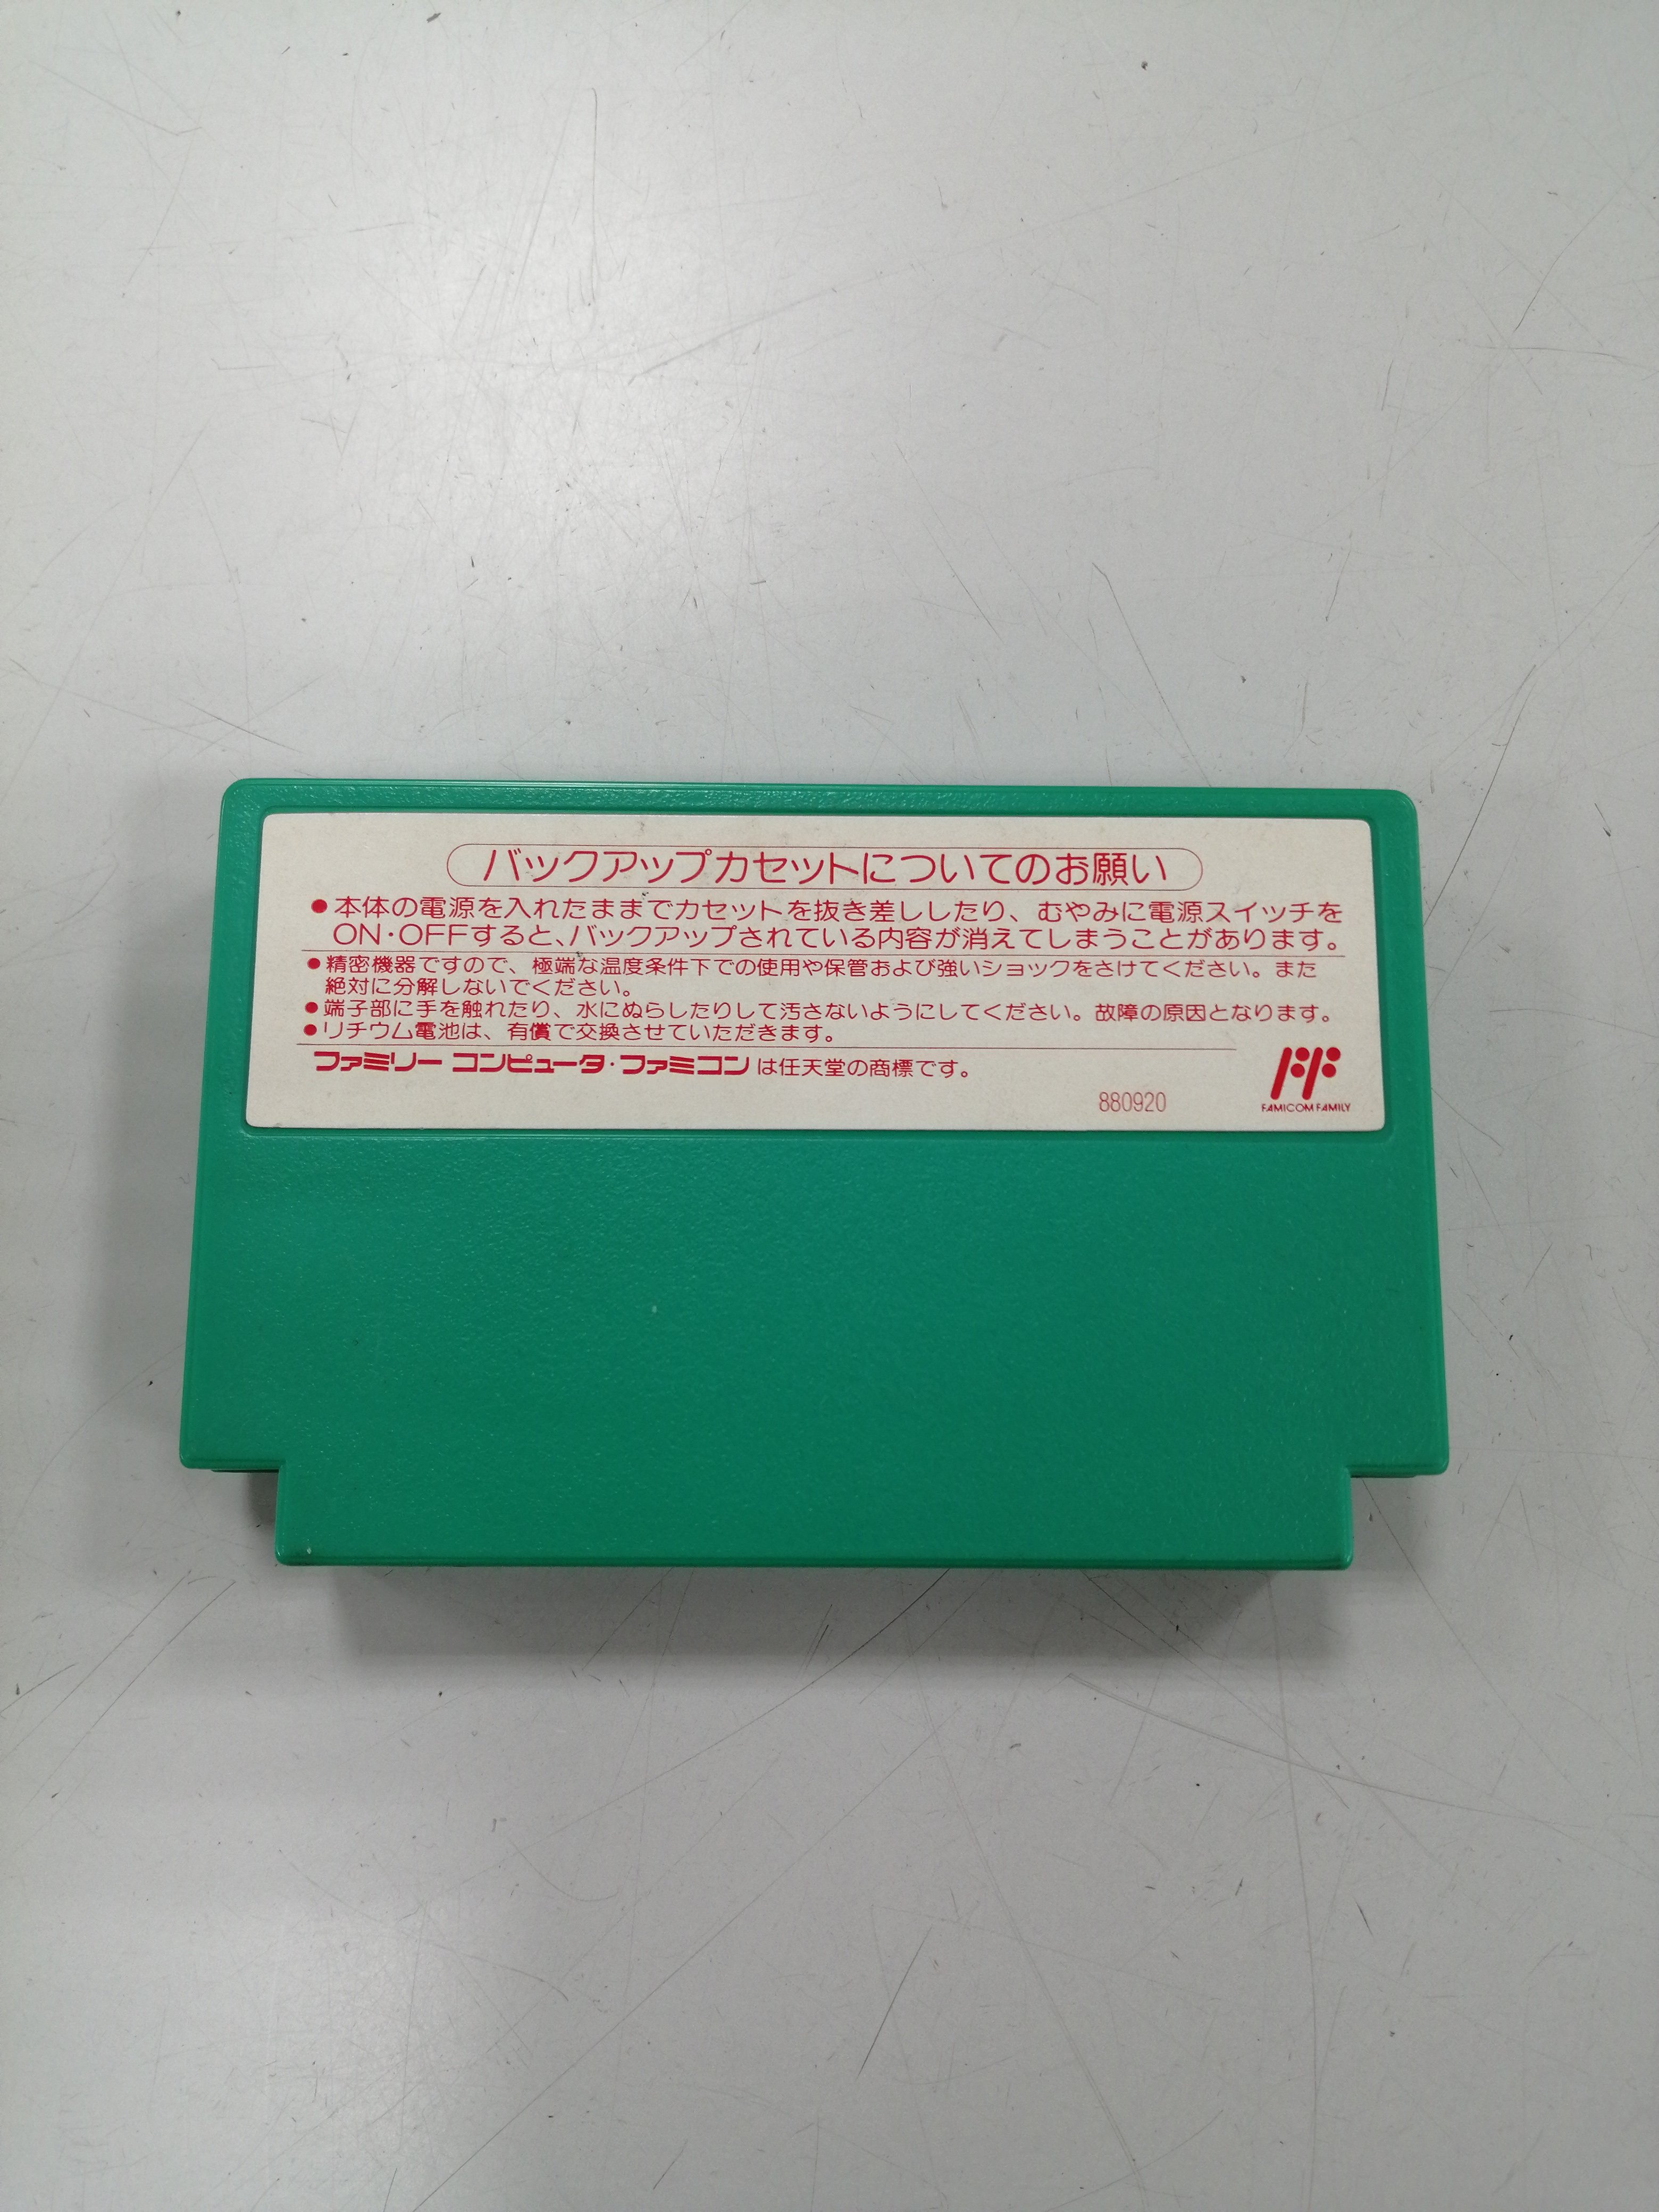 バックアップカセットについてのお願い
●本体の電源を入れたままでカセットを抜き差ししたり、むやみに電源スイッチを
ON・OFFすると、バックアップされている内容が消えてしまうことがあります。
●精密機器ですので、極端な温度条件下での使用や保管および強いショックをさけてください。また
絶対に分解しないでください。
●端子部に手を触れたり、水にぬらしたりして汚さないようにしてください。故障の原因となります。
●リチウム電池は、有償で交換させていただきます。
ファミリー コンピュータ・ファミコンは任天堂の商標です。
880920
FAMICOM FAMILY